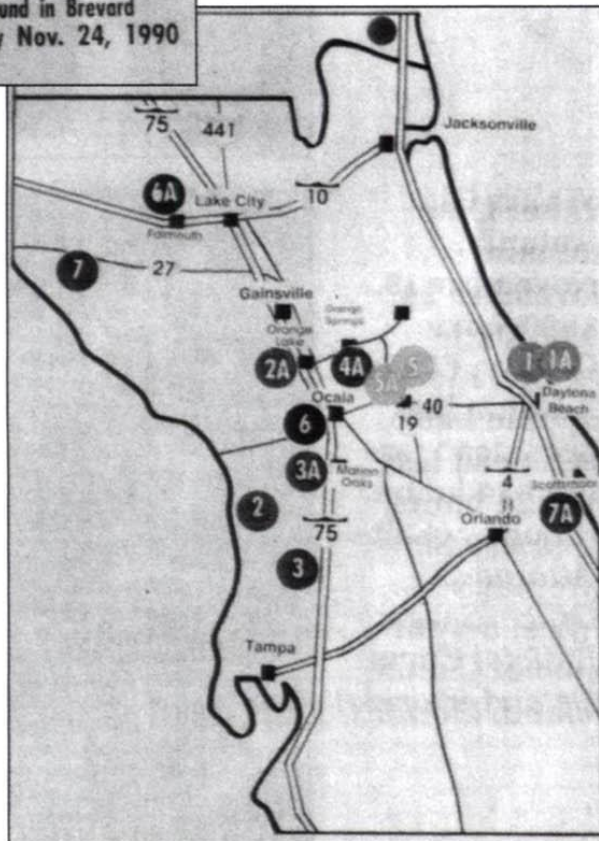 und in Brevard
y Nov. 24, 1990
Jacksonville
75
441
6A
Lake City
10
Falmouth
7
27
Gainsville
Orange
Springs
Orange
Lake
2A
4A
5
5A
1
1A
Ocala
40
Daytona
Beach
6
19
3A
Marion
Oaks
4
Scottsmoor
2
7A
75
Orlando
3
Tampa